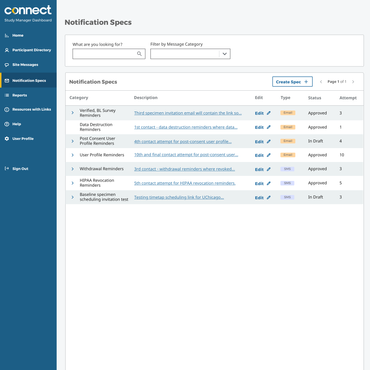 connect
Study Manager Dashboard
Home
Participant Directory
Site Messages
Notification Specs
Reports
Resources with Links
Help
User Profile
Sign Out
Notification Specs
What are you looking for?
Filter by Message Category
Notification Specs
Create Spec +
Page 1 of 1
Category Description Edit Type Status Attempt
Verified, BL Survey Reminders Third specimen invitation email will contain the link to... Edit Email Approved 3
Data Destruction Reminders 1st contact - data destruction reminders where data... Edit Email Approved 1
Post Consent User Profile Reminders 4th contact attempt for post-consent user profile... Edit Email In Draft 4
User Profile Reminders 10th and final contact attempt for post-consent user... Edit Email Approved 10
Withdrawal Reminders 3rd contact - withdrawal reminders where revoked... Edit SMS Approved 3
HIPAA Revocation Reminders 5th contact attempt for HIPAA revocation reminders. Edit SMS Approved 5
Baseline specimen scheduling invitation test Testing timetap scheduling link for UChicago... Edit SMS In Draft 3